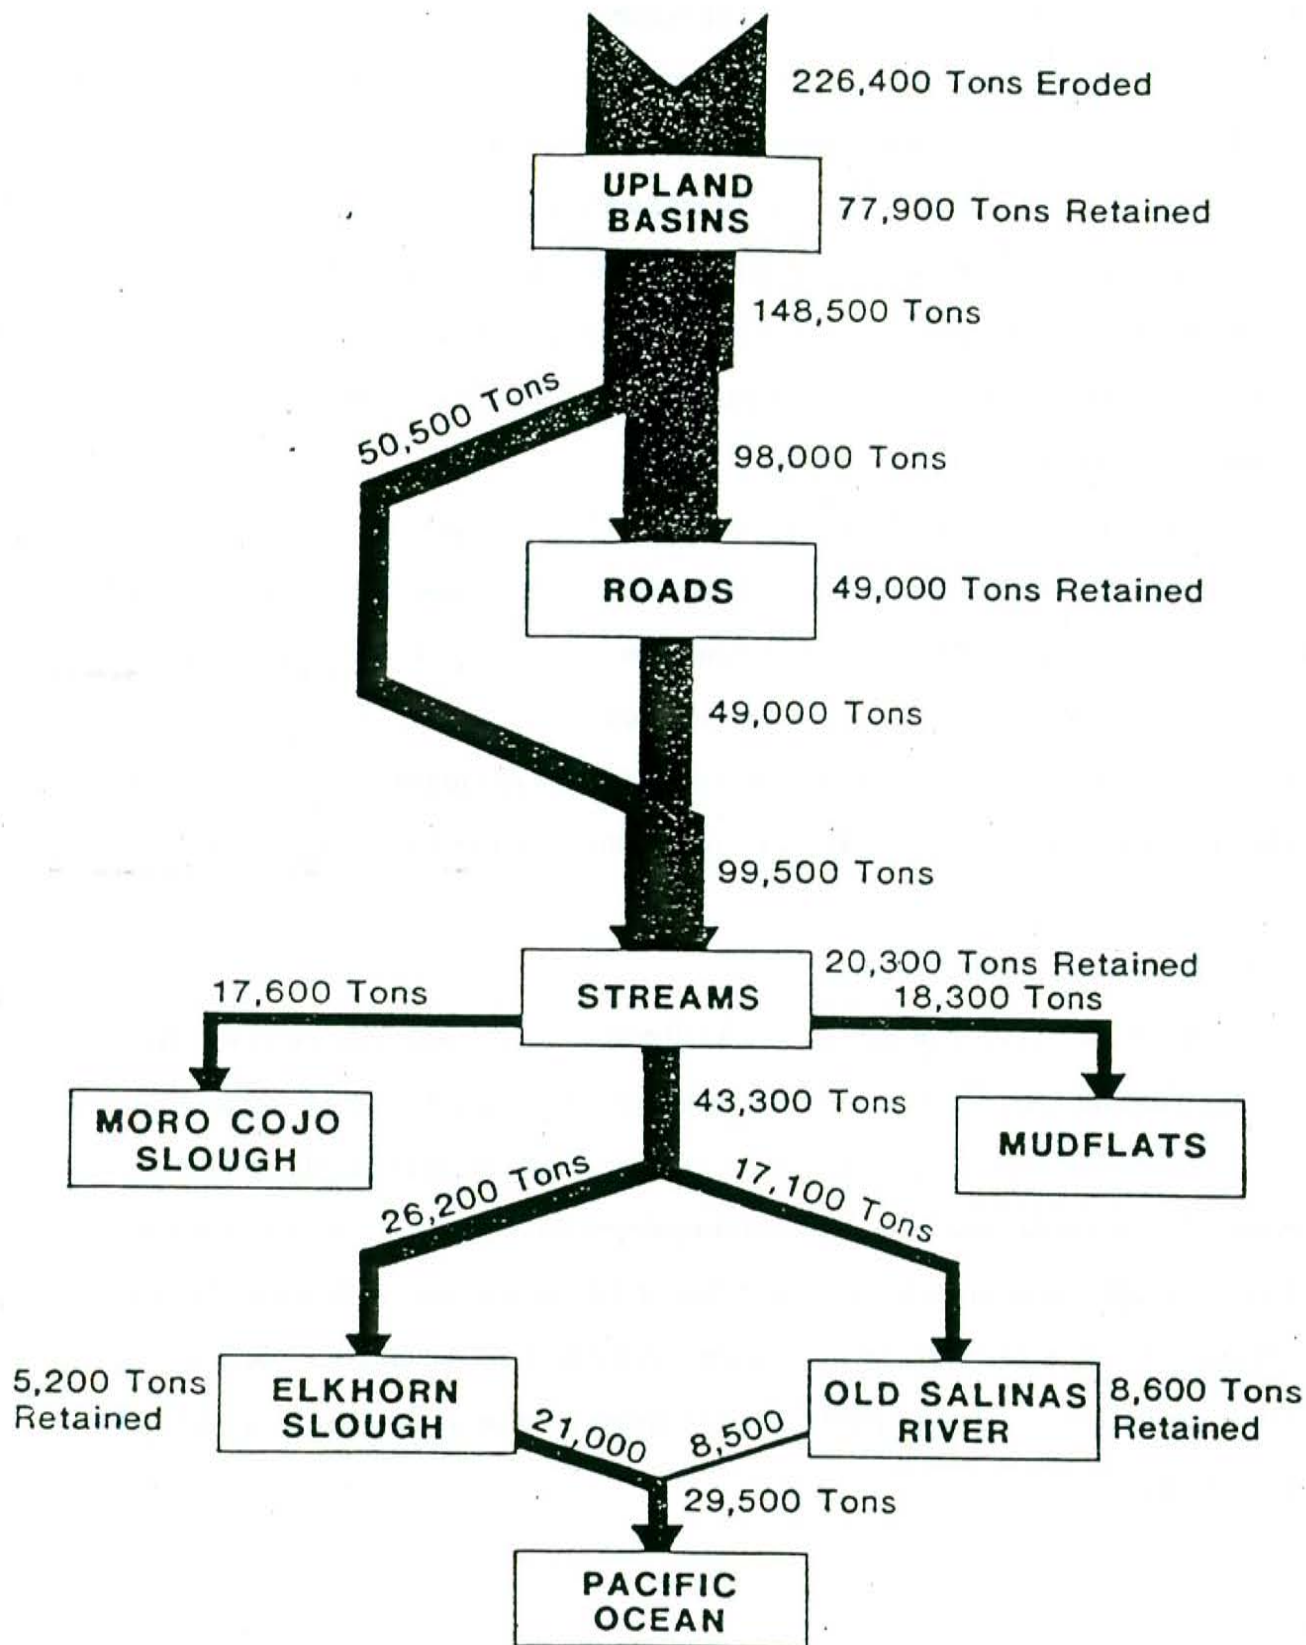 226,400 Tons Eroded
UPLAND
BASINS
77,900 Tons Retained
148,500 Tons
50,500 Tons
98,000 Tons
ROADS
49,000 Tons Retained
49,000 Tons
99,500 Tons
STREAMS
20,300 Tons Retained
17,600 Tons
18,300 Tons
MORO COJO
SLOUGH
43,300 Tons
MUDFLATS
26,200 Tons
17,100 Tons
5,200 Tons
Retained
ELKHORN
SLOUGH
OLD SALINAS
RIVER
8,600 Tons
Retained
21,000
8,500
29,500 Tons
PACIFIC
OCEAN